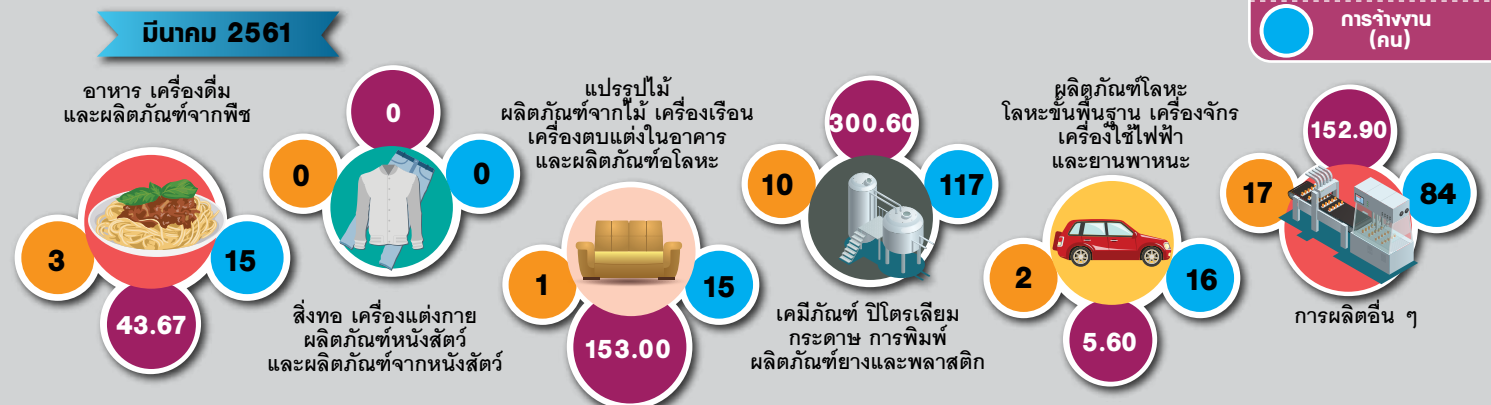 มีนาคม 2561
การจ้างงาน
(คน)
อาหาร เครื่องดื่ม
และผลิตภัณฑ์จากพืช
3
15
43.67
0
0
0
สิ่งทอ เครื่องแต่งกาย
ผลิตภัณฑ์หนังสัตว์
และผลิตภัณฑ์จากหนังสัตว์
แปรรูปไม้
ผลิตภัณฑ์จากไม้ เครื่องเรือน
เครื่องตบแต่งในอาคาร
และผลิตภัณฑ์อโลหะ
1
15
153.00
300.60
10
117
เคมีภัณฑ์ ปิโตรเลียม
กระดาษ การพิมพ์
ผลิตภัณฑ์ยางและพลาสติก
ผลิตภัณฑ์โลหะ
โลหะขั้นพื้นฐาน เครื่องจักร
เครื่องใช้ไฟฟ้า
และยานพาหนะ
2
16
5.60
152.90
17
84
การผลิตอื่น ๆ